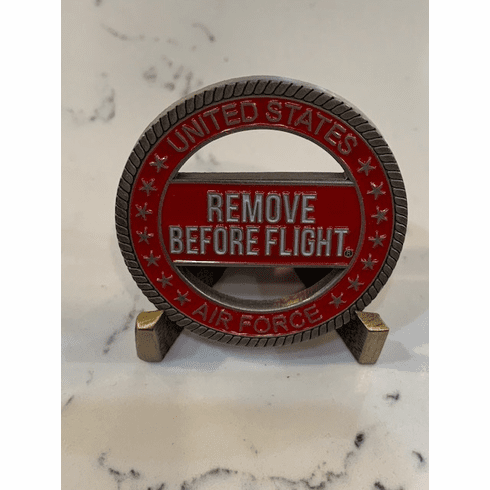 UNITED STATES
REMOVE
BEFORE FLIGHT®
AIR FORCE